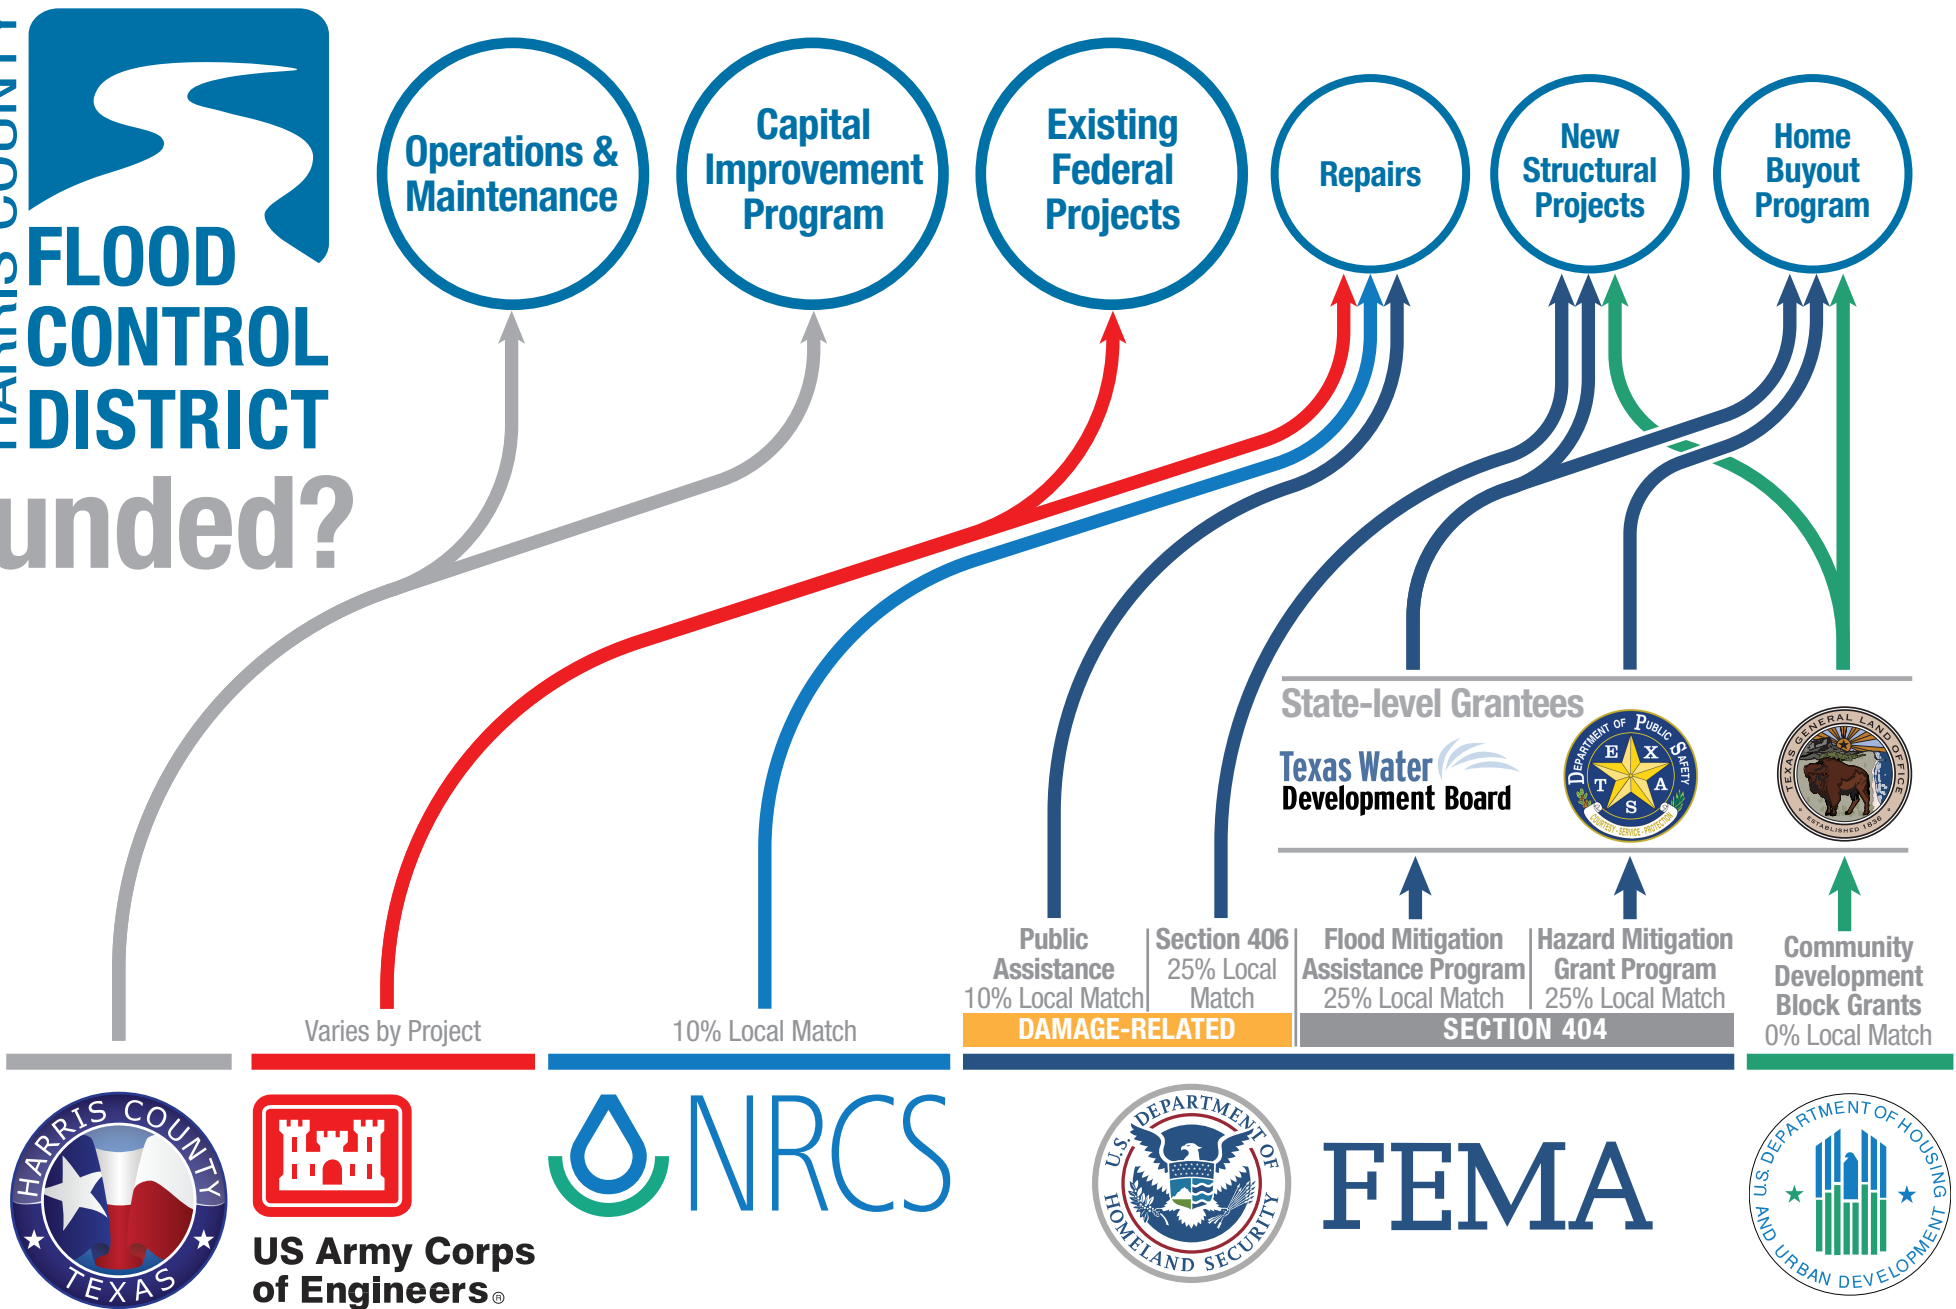 HARRIS COUNTY
FLOOD
CONTROL
DISTRICT
unded?
Operations &
Maintenance
Capital
Improvement
Program
Existing
Federal
Projects
Repairs
New
Structural
Projects
Home
Buyout
Program
State-level Grantees
Texas Water
Development Board
DEPARTMENT OF PUBLIC SAFETY
TEXAS
COURTESY · SERVICE · PROTECTION
TEXAS GENERAL LAND OFFICE
ESTABLISHED 1836
Public
Assistance
10% Local Match
Section 406
25% Local
Match
Flood Mitigation
Assistance Program
25% Local Match
Hazard Mitigation
Grant Program
25% Local Match
Community
Development
Block Grants
0% Local Match
Varies by Project
10% Local Match
DAMAGE-RELATED
SECTION 404
HARRIS COUNTY
TEXAS
US Army Corps
of Engineers®
NRCS
U.S. DEPARTMENT OF
HOMELAND SECURITY
FEMA
U.S. DEPARTMENT OF HOUSING
AND URBAN DEVELOPMENT